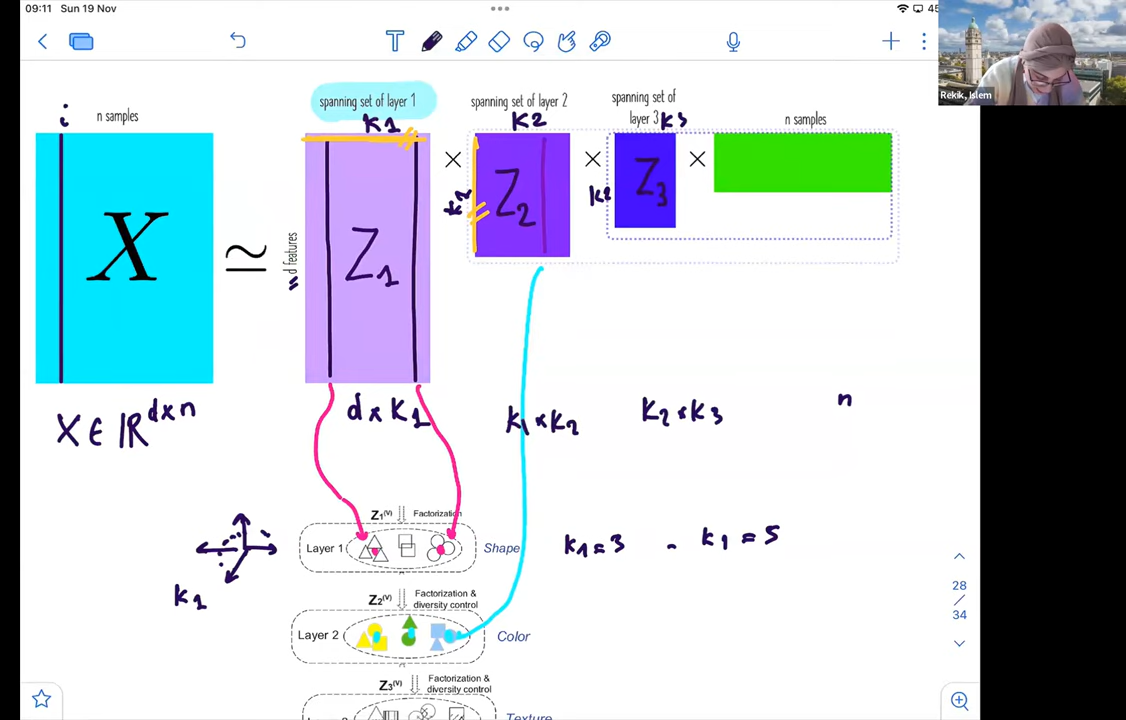 09:11 Sun 19 Nov
45
T
Rekik, Islem
i
n samples
spanning set of layer 1
K1
spanning set of layer 2
K2
spanning set of
layer 3
K3
n samples
X
≃
d features
Z1
×
Z2
×
K2
Z3
×
X ∈ ℝ^d×n
d × K1
K1 × K2
K2 × K3
n
Z1(V)
Factorization
Layer 1
Shape
K1 = 3
- K1 = 5
K1
Z2(V)
Factorization &
diversity control
Layer 2
Color
Z3(V)
Factorization &
diversity control
Texture
28
/
34